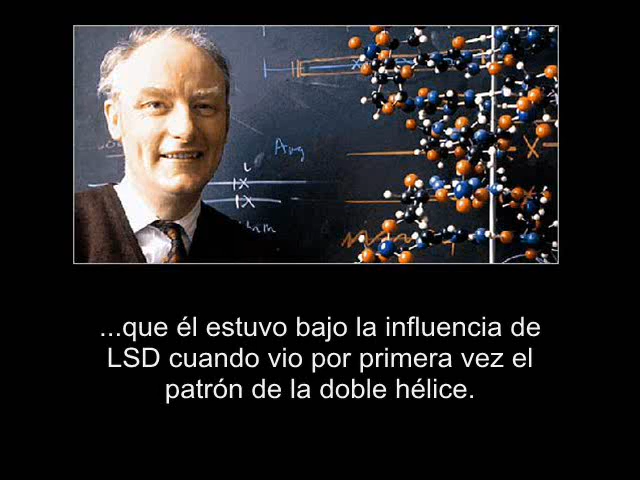 Aug
...que él estuvo bajo la influencia de
LSD cuando vio por primera vez el
patrón de la doble hélice.